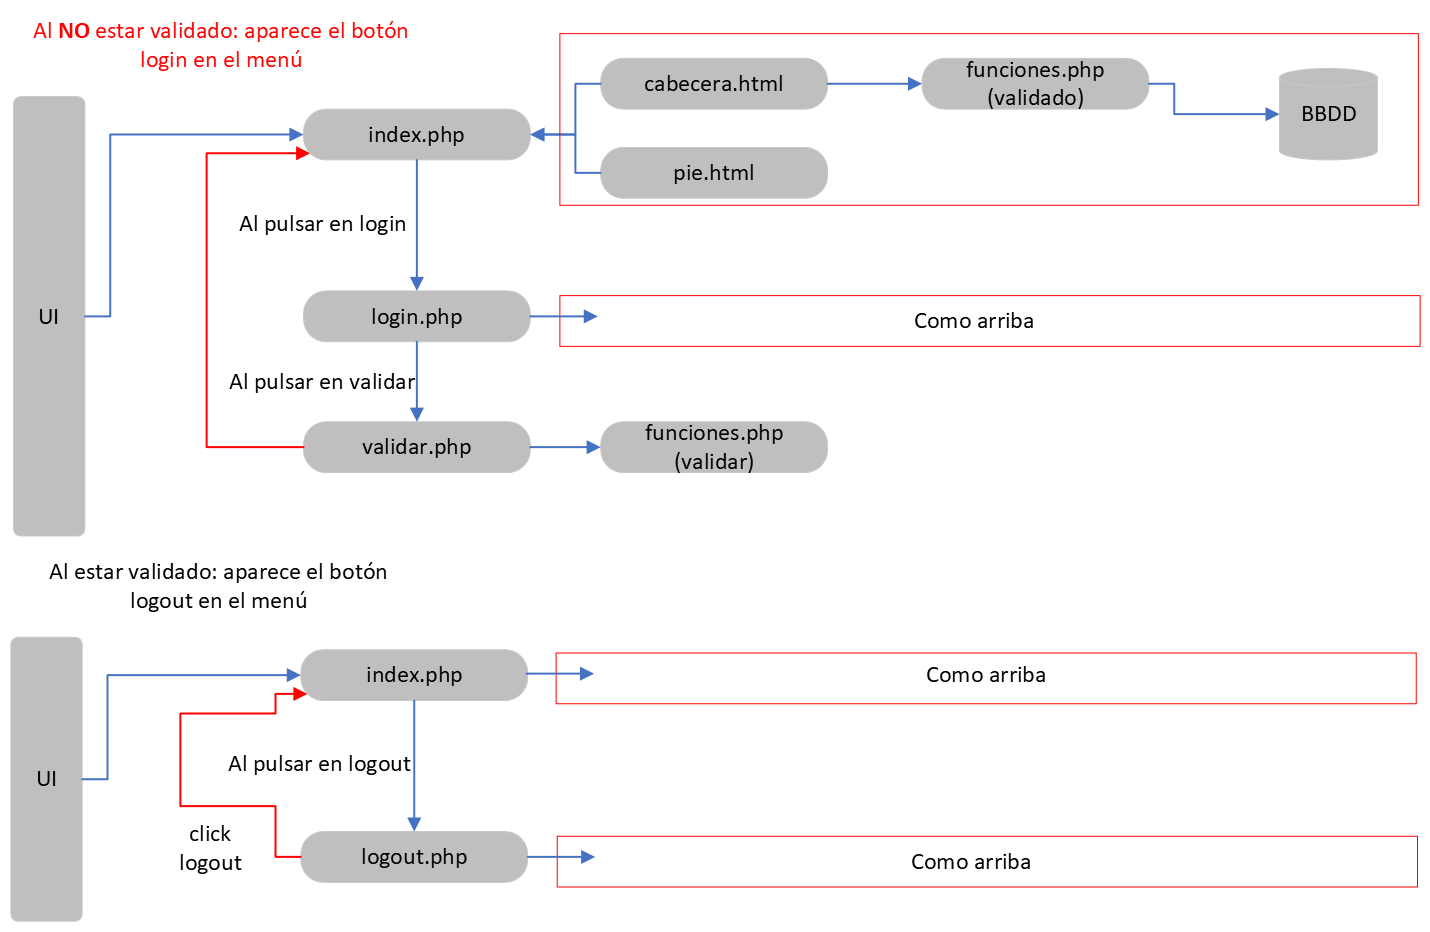 Al NO estar validado: aparece el botón
login en el menú
cabecera.html
funciones.php
(validado)
BBDD
index.php
pie.html
Al pulsar en login
UI
login.php
Como arriba
Al pulsar en validar
validar.php
funciones.php
(validar)
Al estar validado: aparece el botón
logout en el menú
index.php
Como arriba
Al pulsar en logout
UI
click
logout
logout.php
Como arriba